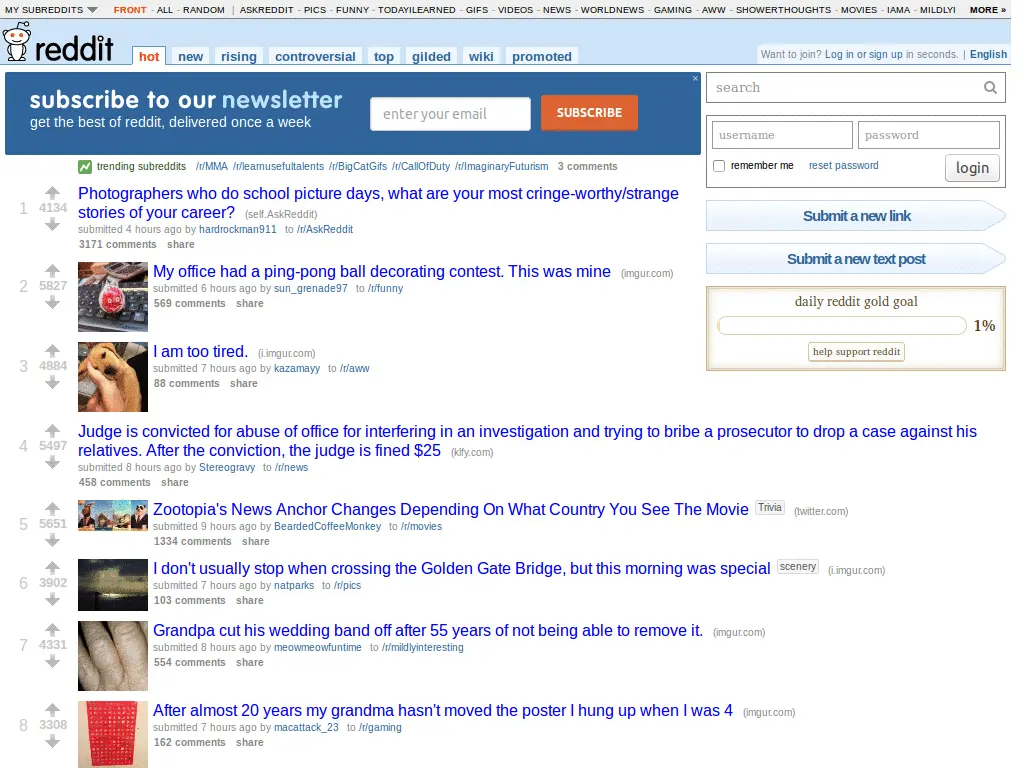 MY SUBREDDITS FRONT - ALL - RANDOM | ASKREDDIT - PICS - FUNNY - TODAYILEARNED - GIFS - VIDEOS - NEWS - WORLDNEWS - GAMING - AWW - SHOWERTHOUGHTS - MOVIES - IAMA - MILDLYI MORE »
reddit hot new rising controversial top gilded wiki promoted
Want to join? Log in or sign up in seconds. | English
subscribe to our newsletter
get the best of reddit, delivered once a week
enter your email SUBSCRIBE
×
search
username password
remember me reset password login
Submit a new link
Submit a new text post
daily reddit gold goal
1%
help support reddit
trending subreddits /r/MMA /r/learnusefultalents /r/BigCatGifs /r/CallOfDuty /r/ImaginaryFuturism 3 comments
1 4134
Photographers who do school picture days, what are your most cringe-worthy/strange
stories of your career? (self.AskReddit)
submitted 4 hours ago by hardrockman911 to /r/AskReddit
3171 comments share
2 5827
My office had a ping-pong ball decorating contest. This was mine (imgur.com)
submitted 6 hours ago by sun_grenade97 to /r/funny
569 comments share
3 4884
I am too tired. (i.imgur.com)
submitted 7 hours ago by kazamayy to /r/aww
88 comments share
4 5497
Judge is convicted for abuse of office for interfering in an investigation and trying to bribe a prosecutor to drop a case against his
relatives. After the conviction, the judge is fined $25 (klfy.com)
submitted 8 hours ago by Stereogravy to /r/news
458 comments share
5 5651
Zootopia's News Anchor Changes Depending On What Country You See The Movie Trivia (twitter.com)
submitted 9 hours ago by BeardedCoffeeMonkey to /r/movies
1334 comments share
6 3902
I don't usually stop when crossing the Golden Gate Bridge, but this morning was special scenery (i.imgur.com)
submitted 7 hours ago by natparks to /r/pics
103 comments share
7 4331
Grandpa cut his wedding band off after 55 years of not being able to remove it. (imgur.com)
submitted 8 hours ago by meowmeowfuntime to /r/mildlyinteresting
554 comments share
8 3308
After almost 20 years my grandma hasn't moved the poster I hung up when I was 4 (imgur.com)
submitted 7 hours ago by macattack_23 to /r/gaming
162 comments share